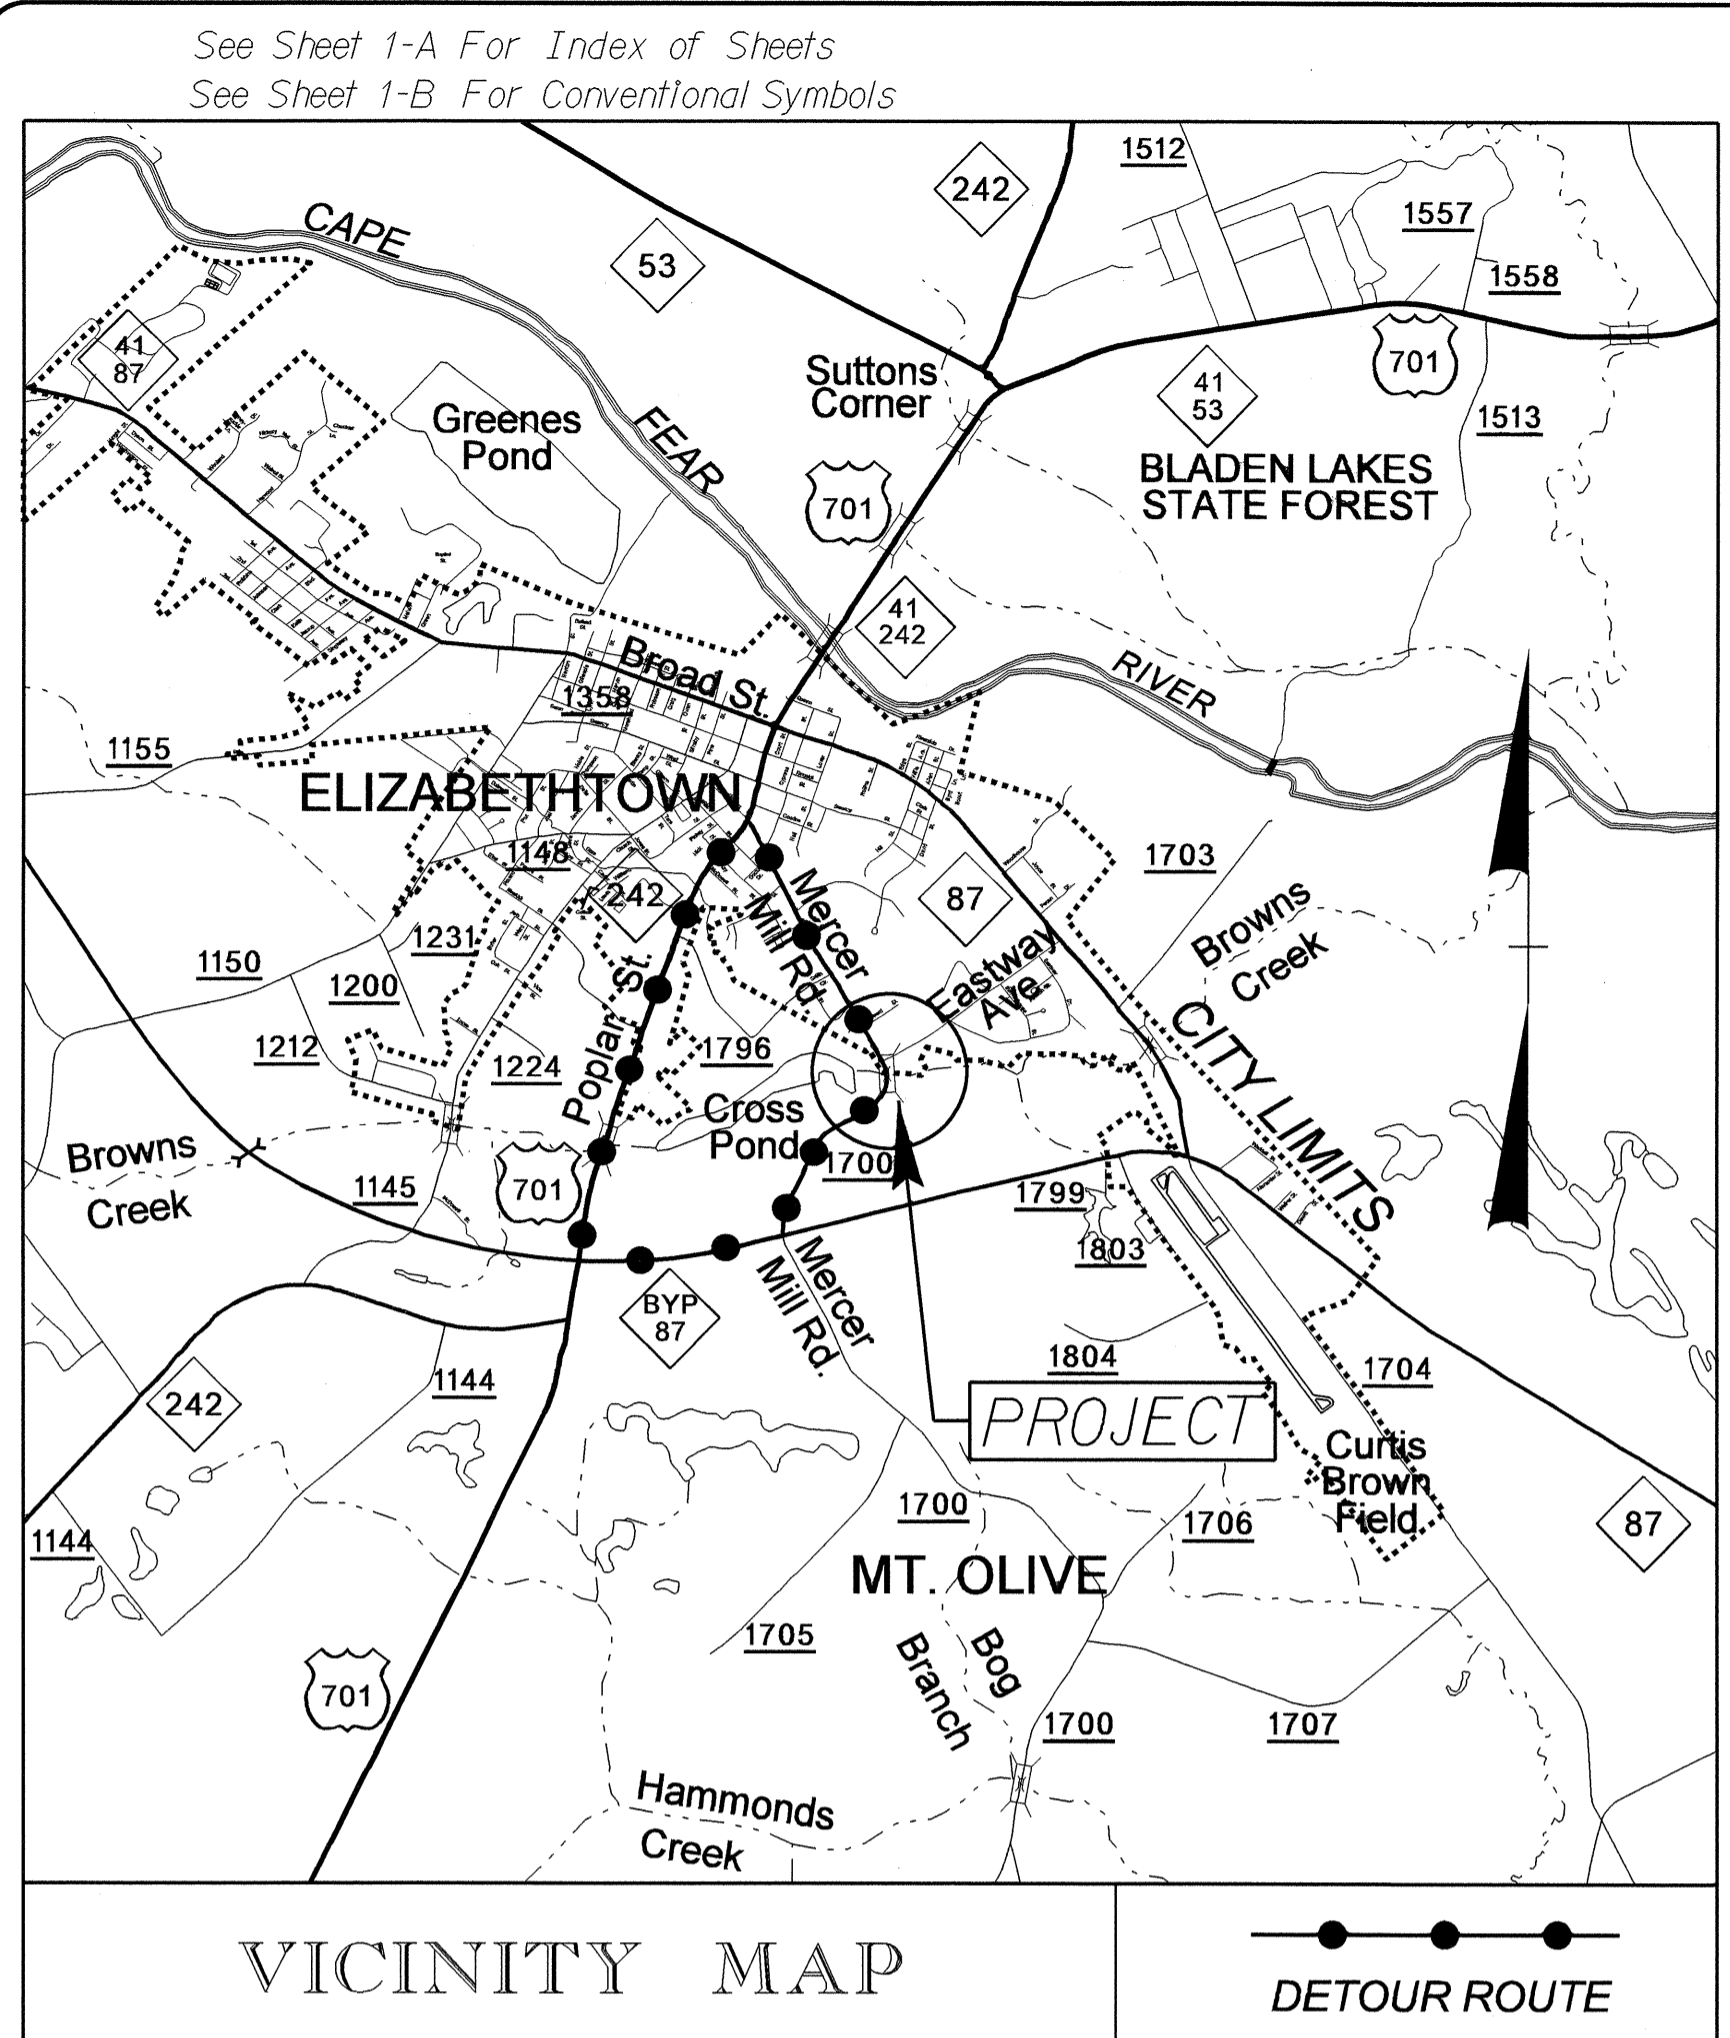 See Sheet 1-A For Index of Sheets
See Sheet 1-B For Conventional Symbols
1512
242
CAPE
1557
53
1558
41
87
Suttons
Corner
701
41
53
Greenes
Pond
1513
FEAR
BLADEN LAKES
STATE FOREST
701
41
242
Broad St.
RIVER
1358
1155
ELIZABETHTOWN
1148
1703
242
87
Mercer
Mill Rd
Browns
Creek
1231
1150
Eastway
Ave
1200
St.
Poplar
CITY LIMITS
1212
1224
1796
Cross
Pond
Browns
Creek
1700
1145
701
1799
1803
Mercer
Mill Rd.
BYP
87
1804
1704
1144
242
PROJECT
Curtis
Brown
Field
1700
1706
87
1144
MT. OLIVE
1705
Bog
Branch
701
1700
1707
Hammonds
Creek
VICINITY MAP
DETOUR ROUTE